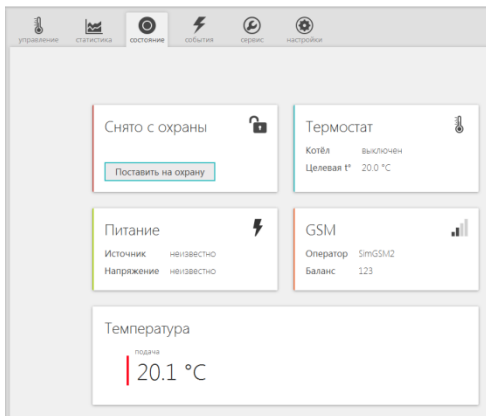 управление статистика состояние события сервис настройки
Снято с охраны
Поставить на охрану
Термостат
Котёл выключен
Целевая t° 20.0 °C
Питание
Источник неизвестно
Напряжение неизвестно
GSM
Оператор SimGSM2
Баланс 123
Температура
подача
20.1 °C